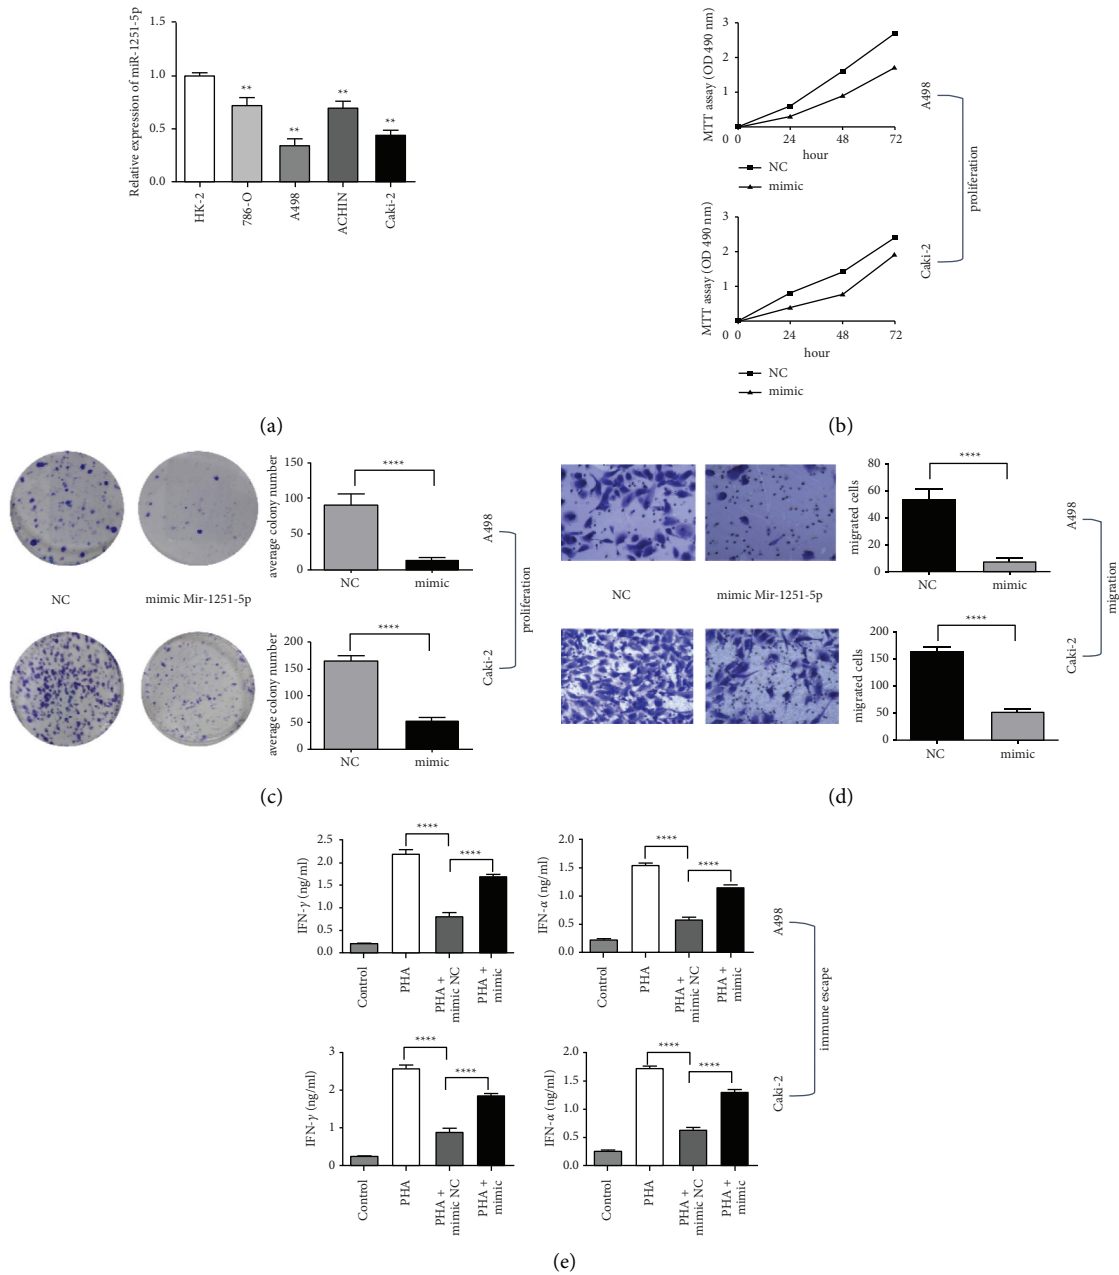 Relative expression of miR-1251-5p
1.5
1.0
0.5
0.0
**
**
**
**
HK-2
786-O
A498
ACHIN
Caki-2
(a)
MTT assay (OD 490 nm)
3
2
1
0
0
24
48
72
hour
NC
mimic
A498
MTT assay (OD 490 nm)
3
2
1
0
0
24
48
72
hour
NC
mimic
Caki-2
proliferation
(b)
average colony number
150
100
50
0
****
NC
mimic
A498
NC
mimic Mir-1251-5p
average colony number
200
150
100
50
0
****
NC
mimic
Caki-2
proliferation
(c)
migrated cells
80
60
40
20
0
****
NC
mimic
A498
NC
mimic Mir-1251-5p
migrated cells
200
150
100
50
0
****
NC
mimic
Caki-2
migration
(d)
IFN-γ (ng/ml)
2.5
2.0
1.5
1.0
0.5
0.0
****
****
Control
PHA
PHA +
mimic NC
PHA +
mimic
IFN-α (ng/ml)
2.0
1.5
1.0
0.5
0.0
****
****
Control
PHA
PHA +
mimic NC
PHA +
mimic
A498
IFN-γ (ng/ml)
3
2
1
0
****
****
Control
PHA
PHA +
mimic NC
PHA +
mimic
IFN-α (ng/ml)
2.0
1.5
1.0
0.5
0.0
****
****
Control
PHA
PHA +
mimic NC
PHA +
mimic
Caki-2
immune escape
(e)